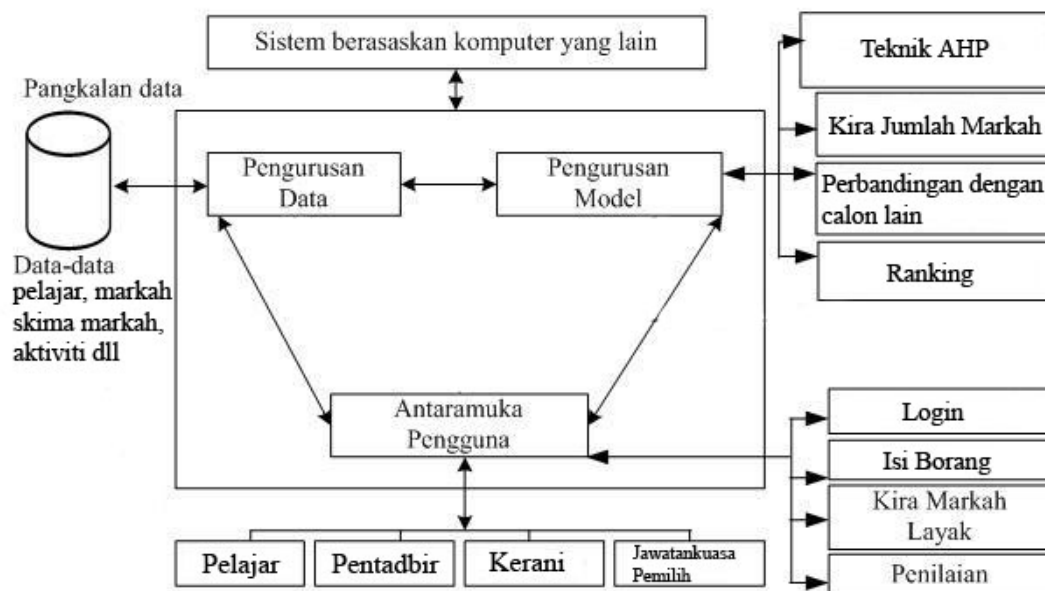 Sistem berasaskan komputer yang lain
Pangkalan data
Pengurusan
Data
Pengurusan
Model
Teknik AHP
Kira Jumlah Markah
Perbandingan dengan
calon lain
Ranking
Data-data
pelajar, markah
skima markah,
aktiviti dll
Antaramuka
Pengguna
Login
Isi Borang
Kira Markah
Layak
Penilaian
Pelajar
Pentadbir
Kerani
Jawatankuasa
Pemilih